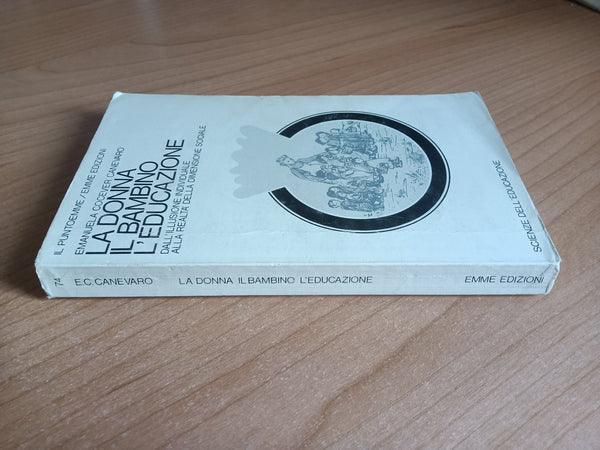 IL PUNTOEMME / EMME EDIZIONI
EMANUELA COCEVER CANEVARO
LA DONNA
IL BAMBINO
L'EDUCAZIONE
DALL'ILLUSIONE INDIVIDUALE
ALLA REALTÀ DELLA DIMENSIONE SOCIALE
SCIENZE DELL'EDUCAZIONE
74 E.C. CANEVARO LA DONNA IL BAMBINO L'EDUCAZIONE EMME EDIZIONI